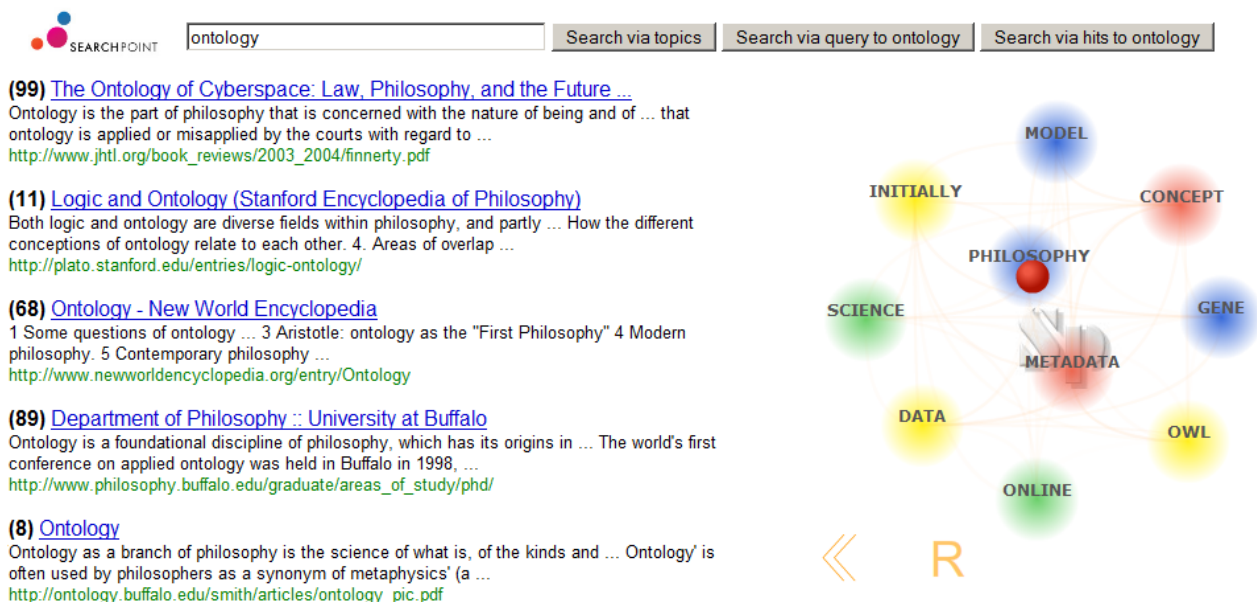 SEARCHPOINT
ontology
Search via topics
Search via query to ontology
Search via hits to ontology
(99) The Ontology of Cyberspace: Law, Philosophy, and the Future ...
Ontology is the part of philosophy that is concerned with the nature of being and of ... that
ontology is applied or misapplied by the courts with regard to ...
http://www.jhtl.org/book_reviews/2003_2004/finnerty.pdf
(11) Logic and Ontology (Stanford Encyclopedia of Philosophy)
Both logic and ontology are diverse fields within philosophy, and partly ... How the different
conceptions of ontology relate to each other. 4. Areas of overlap ...
http://plato.stanford.edu/entries/logic-ontology/
(68) Ontology - New World Encyclopedia
1 Some questions of ontology ... 3 Aristotle: ontology as the "First Philosophy" 4 Modern
philosophy. 5 Contemporary philosophy ...
http://www.newworldencyclopedia.org/entry/Ontology
(89) Department of Philosophy :: University at Buffalo
Ontology is a foundational discipline of philosophy, which has its origins in ... The world's first
conference on applied ontology was held in Buffalo in 1998, ...
http://www.philosophy.buffalo.edu/graduate/areas_of_study/phd/
(8) Ontology
Ontology as a branch of philosophy is the science of what is, of the kinds and ... Ontology' is
often used by philosophers as a synonym of metaphysics' (a ...
http://ontology.buffalo.edu/smith/articles/ontology_pic.pdf
MODEL
INITIALLY
CONCEPT
PHILOSOPHY
SCIENCE
GENE
METADATA
DATA
OWL
ONLINE
R